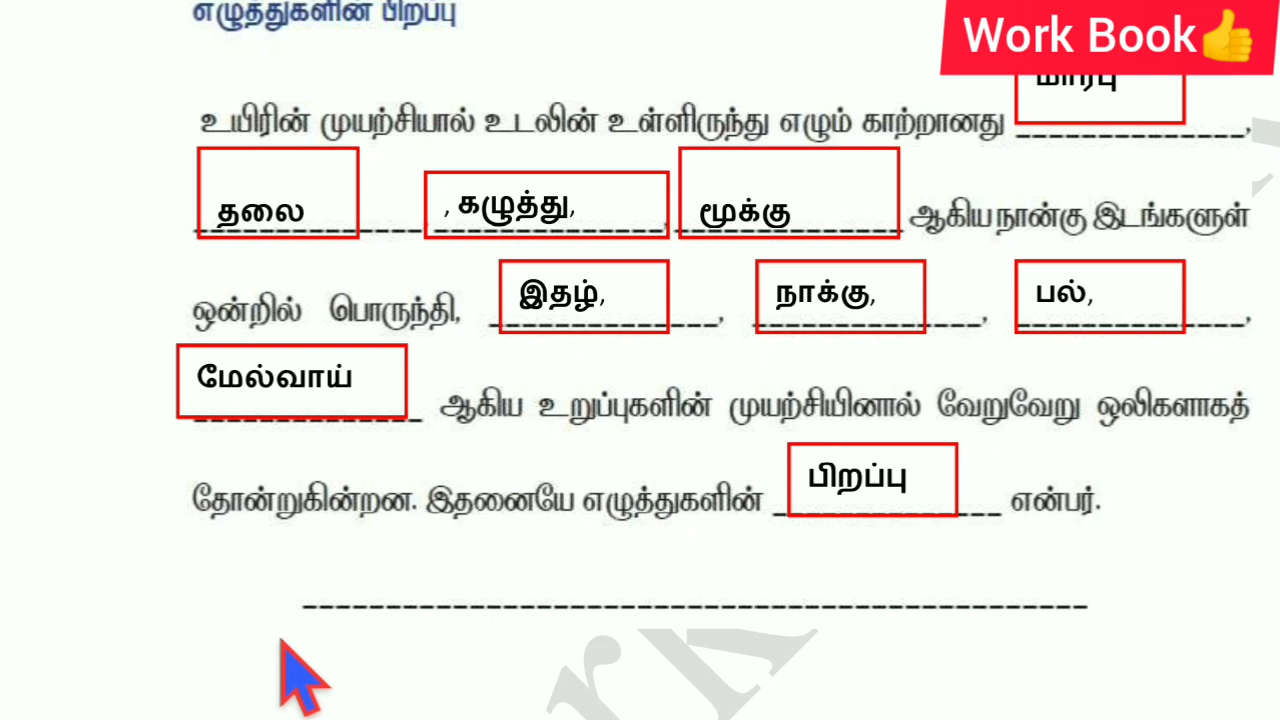 எழுத்துகளின் பிறப்பு
Work Book👍
மார்பு
உயிரின் முயற்சியால் உடலின் உள்ளிருந்து எழும் காற்றானது ______________,
தலை , கழுத்து, மூக்கு ஆகிய நான்கு இடங்களுள்
ஒன்றில் பொருந்தி, இதழ், நாக்கு, பல்,
மேல்வாய் ஆகிய உறுப்புகளின் முயற்சியினால் வேறுவேறு ஒலிகளாகத்
தோன்றுகின்றன. இதனையே எழுத்துகளின் பிறப்பு என்பர்.